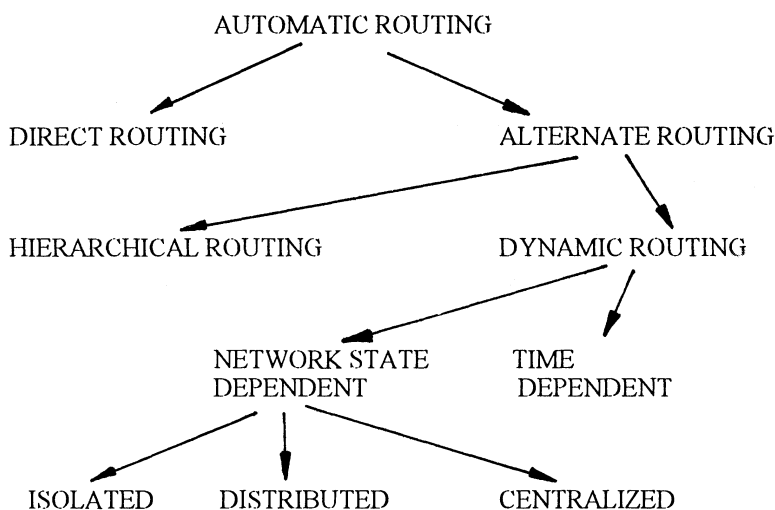 AUTOMATIC ROUTING
DIRECT ROUTING
ALTERNATE ROUTING
HIERARCHICAL ROUTING
DYNAMIC ROUTING
NETWORK STATE
DEPENDENT
TIME
DEPENDENT
ISOLATED
DISTRIBUTED
CENTRALIZED